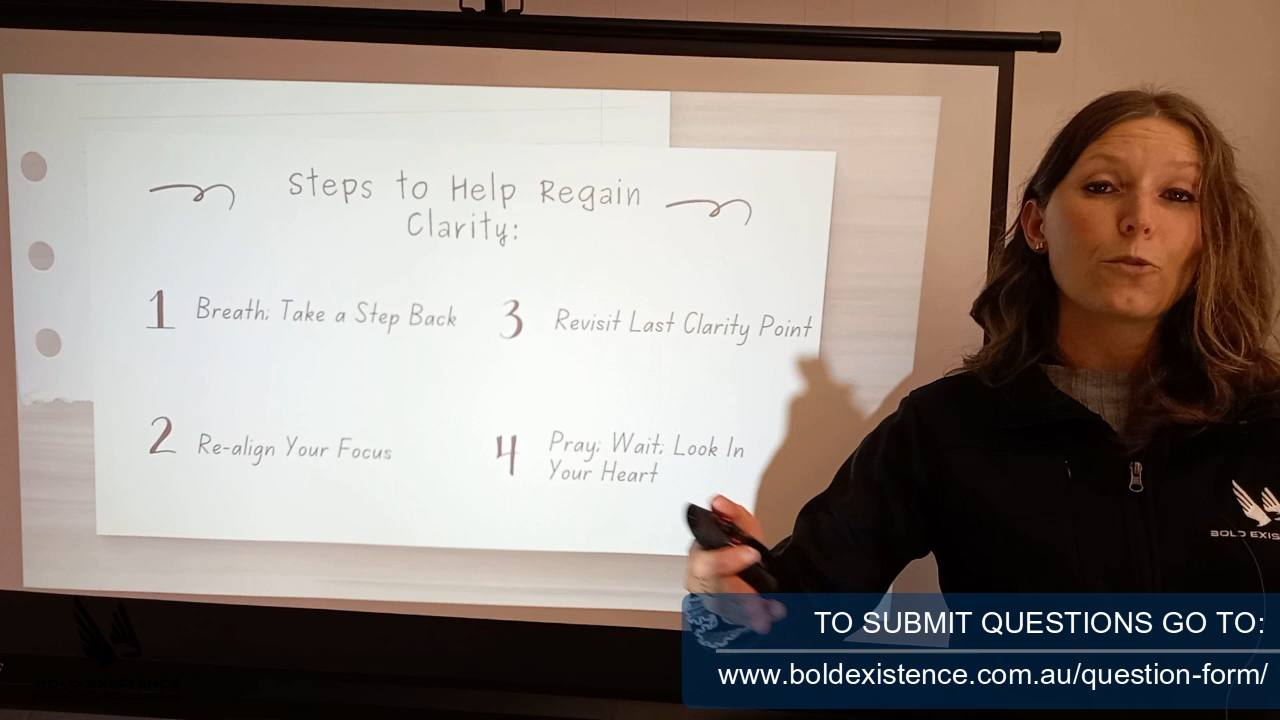 Steps to Help Regain
Clarity:
1 Breath; Take a Step Back
2 Re-align Your Focus
3 Revisit Last Clarity Point
4 Pray; Wait; Look In
Your Heart
BOLD EXIS
TO SUBMIT QUESTIONS GO TO:
www.boldexistence.com.au/question-form/
BOLD EXISTENCE